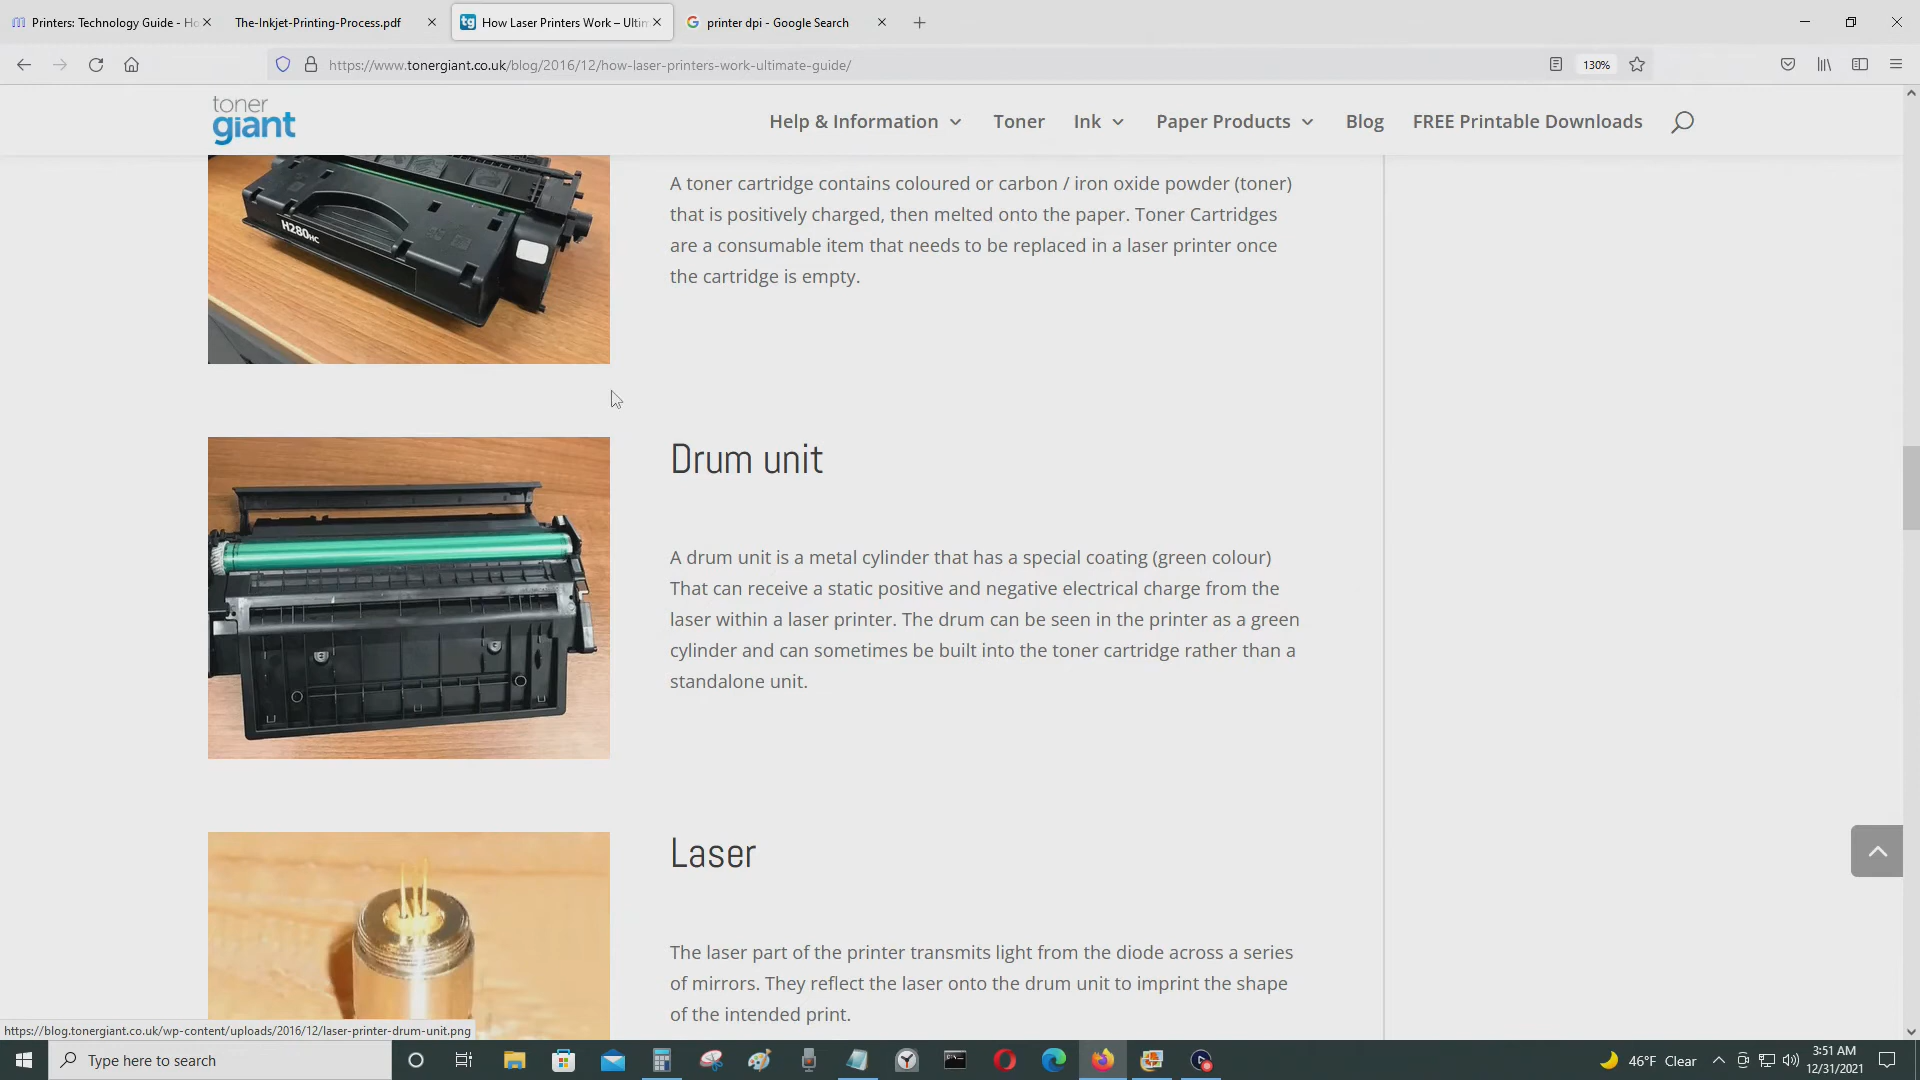 Printers: Technology Guide - Ho
The-Inkjet-Printing-Process.pdf
How Laser Printers Work – Ultim
printer dpi - Google Search
https://www.tonergiant.co.uk/blog/2016/12/how-laser-printers-work-ultimate-guide/
130%
toner
giant
Help & Information
Toner
Ink
Paper Products
Blog
FREE Printable Downloads
H280HC
A toner cartridge contains coloured or carbon / iron oxide powder (toner)
that is positively charged, then melted onto the paper. Toner Cartridges
are a consumable item that needs to be replaced in a laser printer once
the cartridge is empty.
Drum unit
A drum unit is a metal cylinder that has a special coating (green colour)
That can receive a static positive and negative electrical charge from the
laser within a laser printer. The drum can be seen in the printer as a green
cylinder and can sometimes be built into the toner cartridge rather than a
standalone unit.
Laser
The laser part of the printer transmits light from the diode across a series
of mirrors. They reflect the laser onto the drum unit to imprint the shape
of the intended print.
https://blog.tonergiant.co.uk/wp-content/uploads/2016/12/laser-printer-drum-unit.png
Type here to search
46°F Clear
3:51 AM
12/31/2021